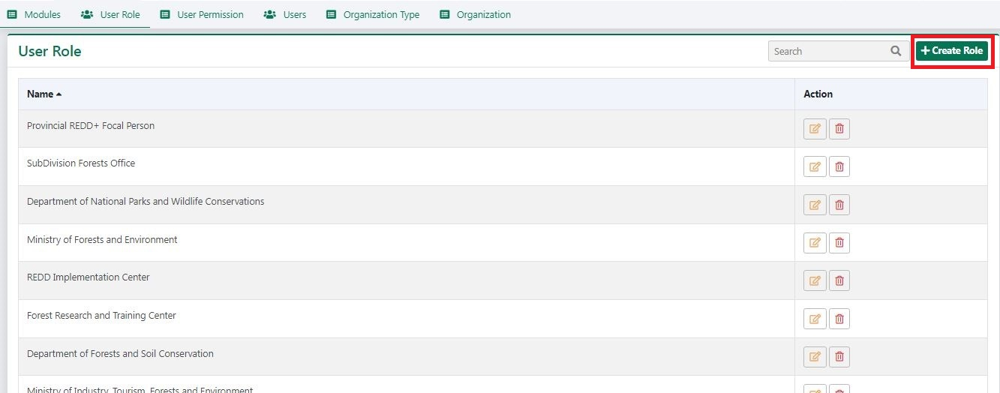 Modules User Role User Permission Users Organization Type Organization
User Role Search + Create Role
Name Action
Provincial REDD+ Focal Person
SubDivision Forests Office
Department of National Parks and Wildlife Conservations
Ministry of Forests and Environment
REDD Implementation Center
Forest Research and Training Center
Department of Forests and Soil Conservation
Ministry of Industry, Tourism, Forests and Environment